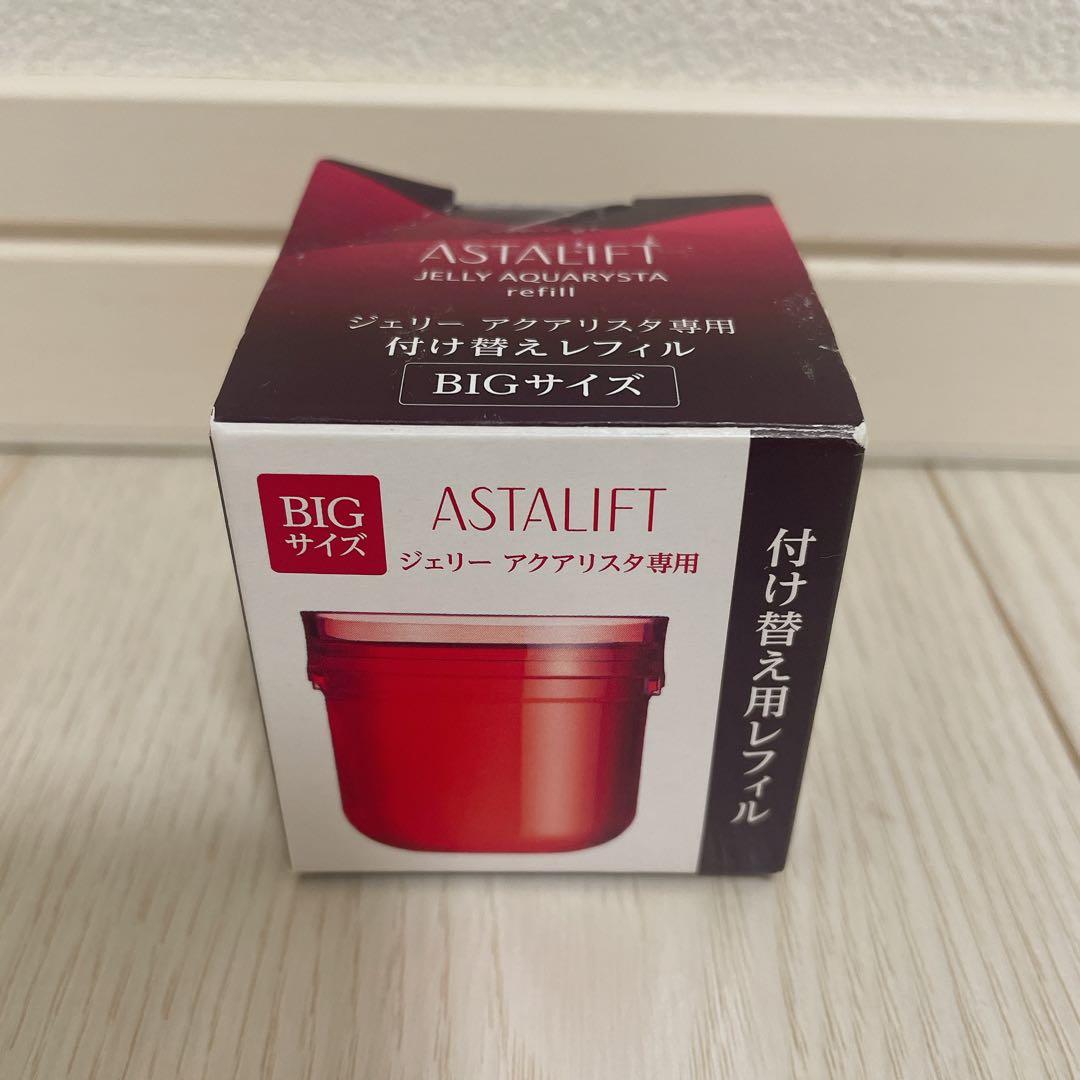 ASTALIFT
JELLY AQUARYSTA
refill
ジェリー アクアリスタ専用
付け替えレフィル
BIGサイズ
BIG
サイズ
ASTALIFT
ジェリー アクアリスタ専用
付け替え用レフィル